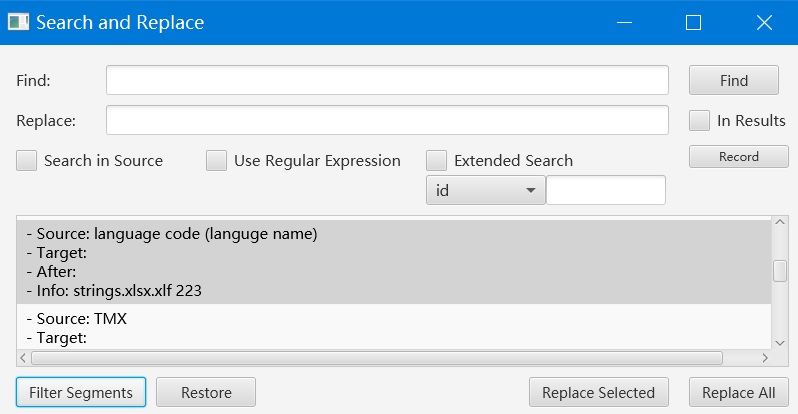 Search and Replace
Find:
Find
Replace:
In Results
Search in Source
Use Regular Expression
Extended Search
Record
id
- Source: language code (languge name)
- Target:
- After:
- Info: strings.xlsx.xlf 223
- Source: TMX
- Target:
Filter Segments
Restore
Replace Selected
Replace All